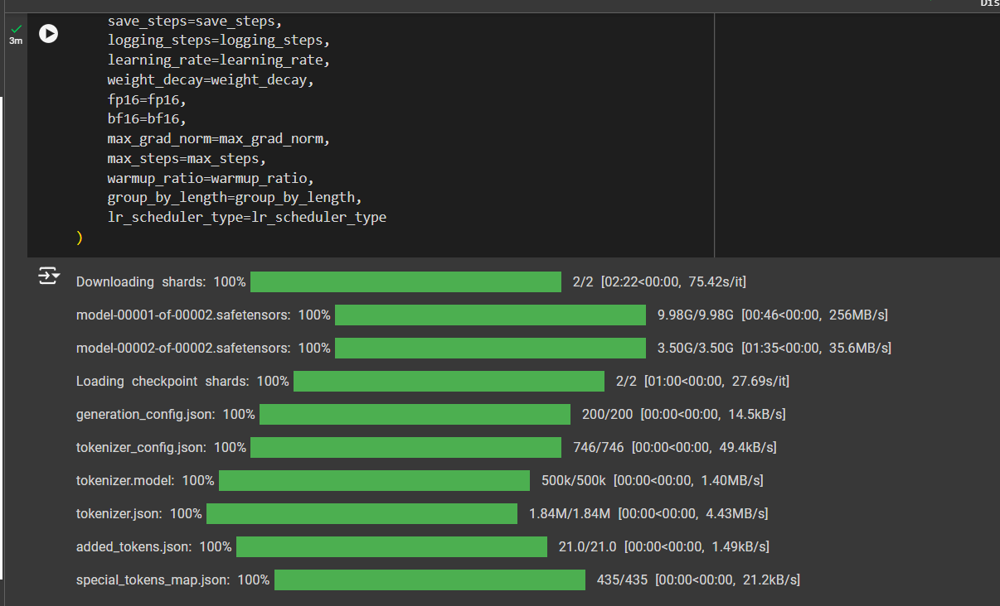 Dis
3m
save_steps=save_steps,
logging_steps=logging_steps,
learning_rate=learning_rate,
weight_decay=weight_decay,
fp16=fp16,
bf16=bf16,
max_grad_norm=max_grad_norm,
max_steps=max_steps,
warmup_ratio=warmup_ratio,
group_by_length=group_by_length,
lr_scheduler_type=lr_scheduler_type
)
Downloading shards: 100% 2/2 [02:22<00:00, 75.42s/it]
model-00001-of-00002.safetensors: 100% 9.98G/9.98G [00:46<00:00, 256MB/s]
model-00002-of-00002.safetensors: 100% 3.50G/3.50G [01:35<00:00, 35.6MB/s]
Loading checkpoint shards: 100% 2/2 [01:00<00:00, 27.69s/it]
generation_config.json: 100% 200/200 [00:00<00:00, 14.5kB/s]
tokenizer_config.json: 100% 746/746 [00:00<00:00, 49.4kB/s]
tokenizer.model: 100% 500k/500k [00:00<00:00, 1.40MB/s]
tokenizer.json: 100% 1.84M/1.84M [00:00<00:00, 4.43MB/s]
added_tokens.json: 100% 21.0/21.0 [00:00<00:00, 1.49kB/s]
special_tokens_map.json: 100% 435/435 [00:00<00:00, 21.2kB/s]